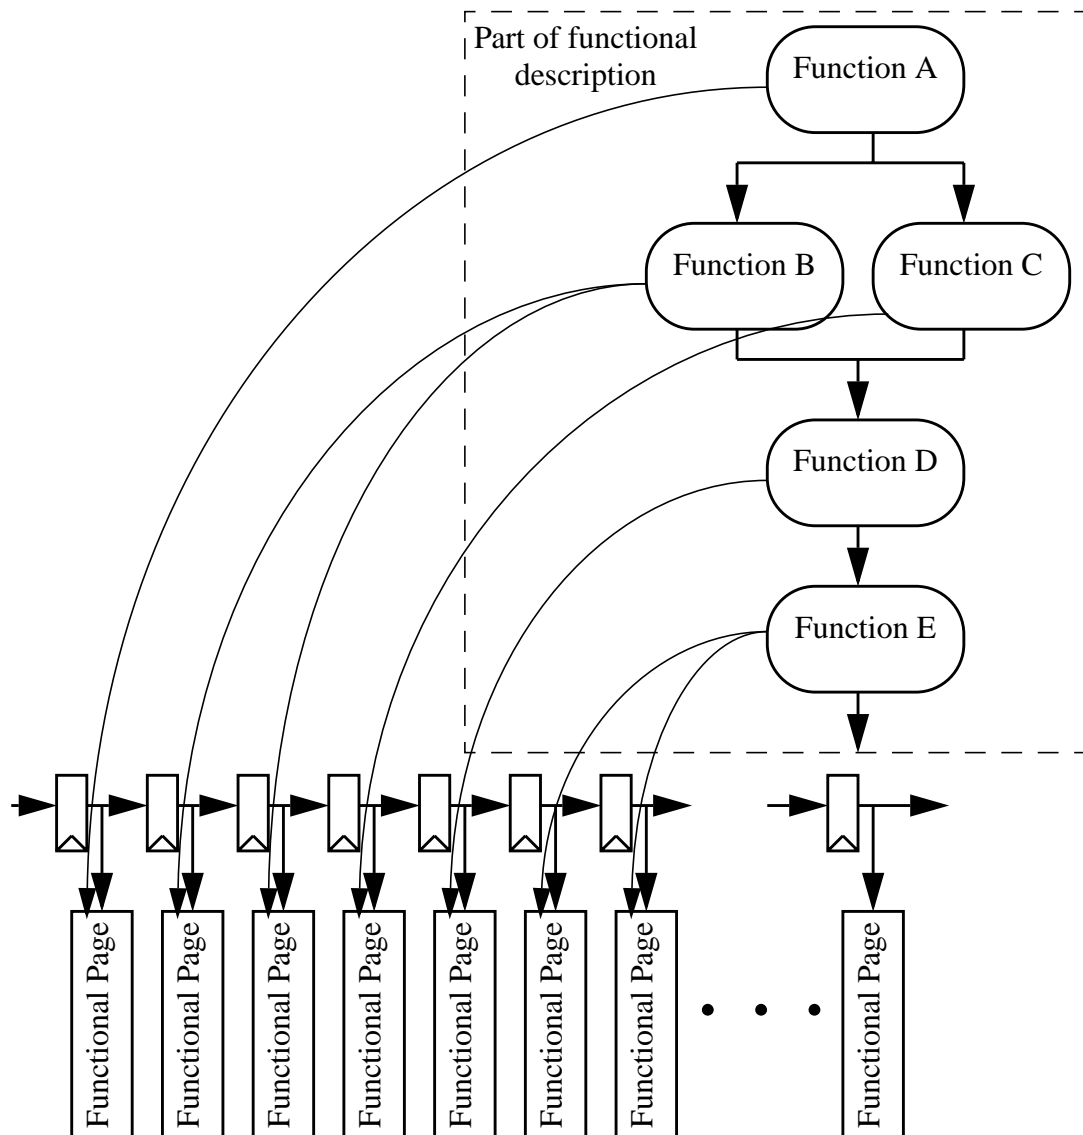 Part of functional
description
Function A
Function B
Function C
Function D
Function E
Functional Page
Functional Page
Functional Page
Functional Page
Functional Page
Functional Page
Functional Page
Functional Page